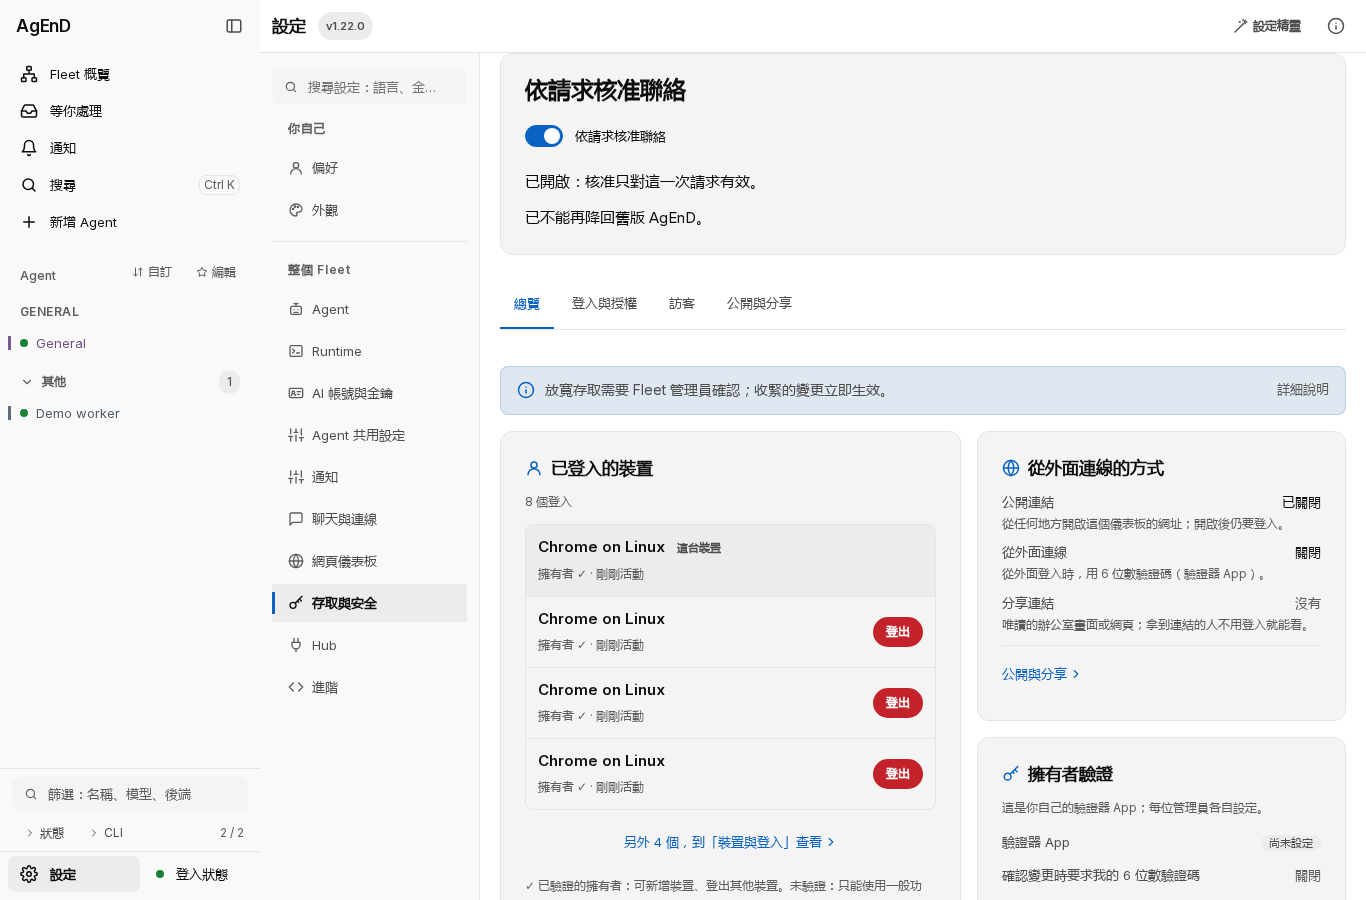 AgEnD
Fleet 概覽
等你處理
通知
搜尋
Ctrl K
新增 Agent
Agent
自訂
編輯
GENERAL
General
其他
1
Demo worker
篩選：名稱、模型、後端
狀態
CLI
2 / 2
設定
登入狀態
設定
v1.22.0
設定精靈
搜尋設定：語言、金…
你自己
偏好
外觀
整個 Fleet
Agent
Runtime
AI 帳號與金鑰
Agent 共用設定
通知
聊天與連線
網頁儀表板
存取與安全
Hub
進階
依請求核准聯絡
依請求核准聯絡
已開啟：核准只對這一次請求有效。
已不能再降回舊版 AgEnD。
總覽
登入與授權
訪客
公開與分享
放寬存取需要 Fleet 管理員確認；收緊的變更立即生效。
詳細說明
已登入的裝置
8 個登入
Chrome on Linux
這台裝置
擁有者 ✓ · 剛剛活動
Chrome on Linux
擁有者 ✓ · 剛剛活動
登出
Chrome on Linux
擁有者 ✓ · 剛剛活動
登出
Chrome on Linux
擁有者 ✓ · 剛剛活動
登出
另外 4 個，到「裝置與登入」查看
✓ 已驗證的擁有者：可新增裝置、登出其他裝置。未驗證：只能使用一般功
從外面連線的方式
公開連結
已關閉
從任何地方開啟這個儀表板的網址；開啟後仍要登入。
從外面連線
關閉
從外面登入時，用 6 位數驗證碼（驗證器 App）。
分享連結
沒有
唯讀的辦公室畫面或網頁；拿到連結的人不用登入就能看。
公開與分享
擁有者驗證
這是你自己的驗證器 App；每位管理員各自設定。
驗證器 App
尚未設定
確認變更時要求我的 6 位數驗證碼
關閉